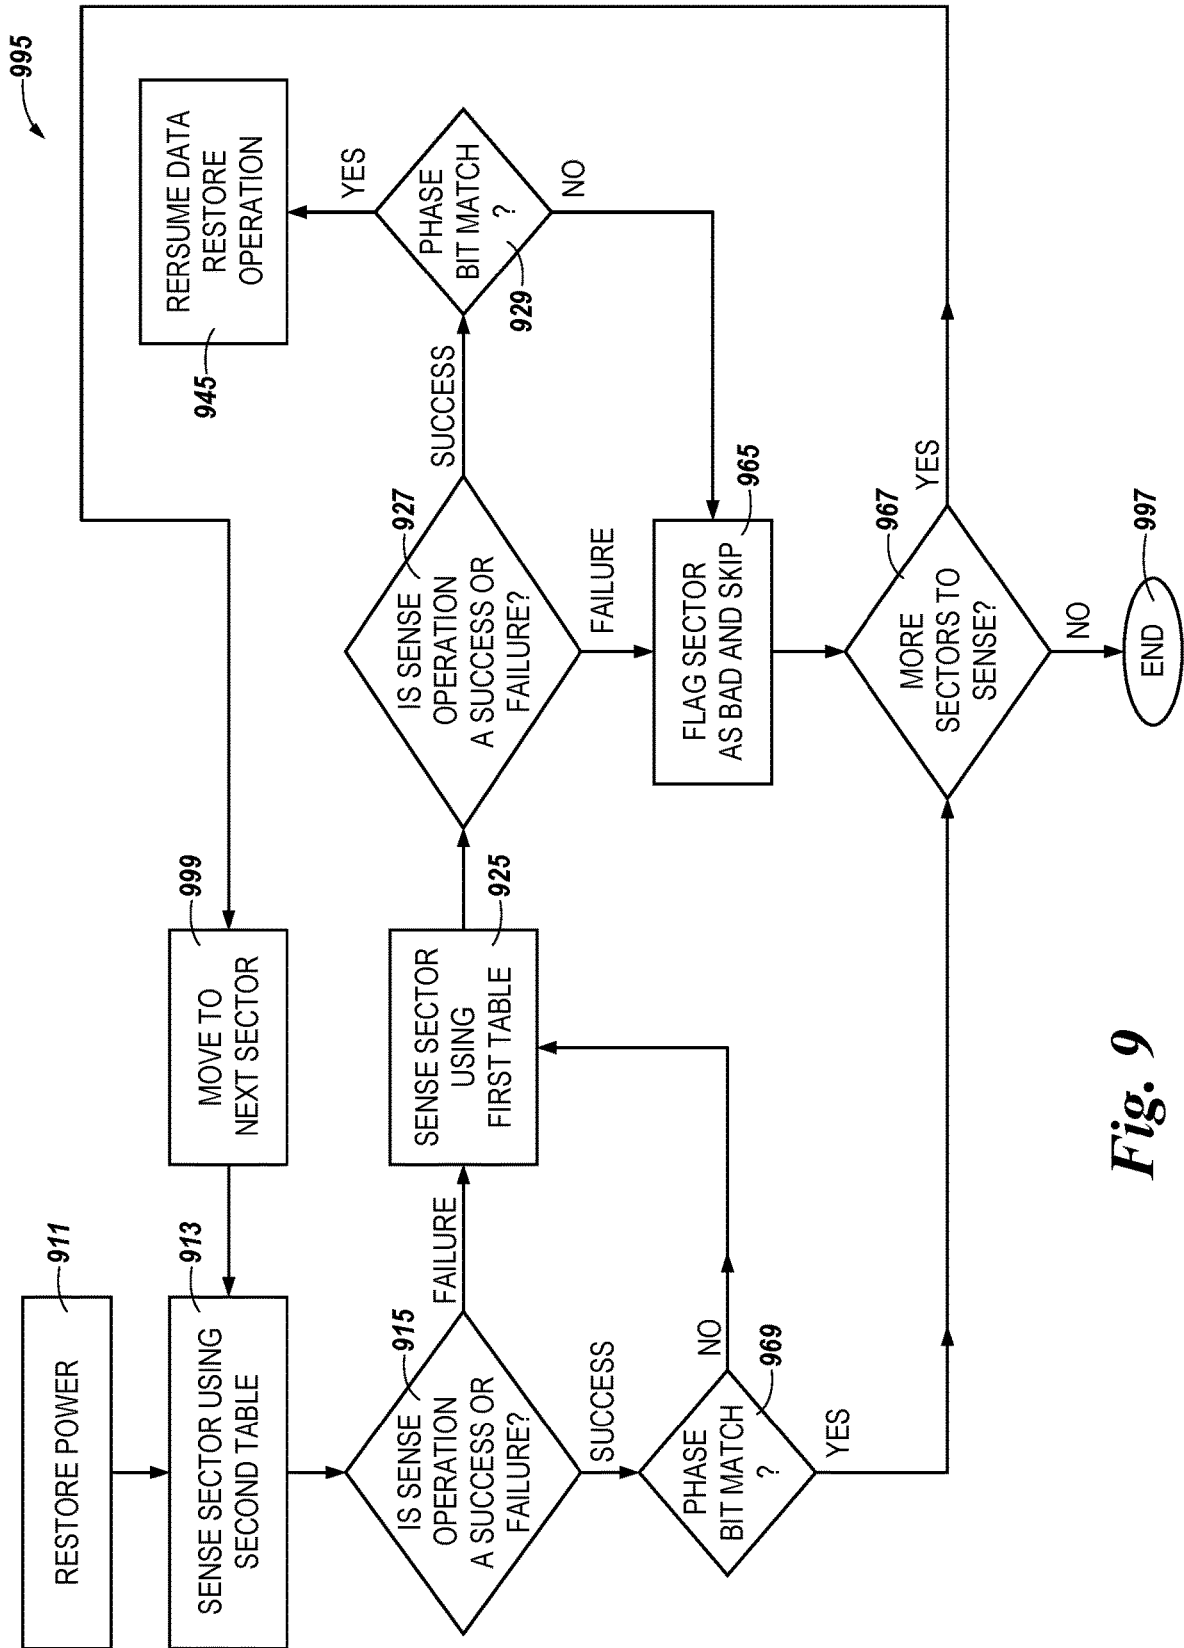 995
911
RESTORE POWER
913
SENSE SECTOR USING
SECOND TABLE
999
MOVE TO
NEXT SECTOR
915
IS SENSE
OPERATION
A SUCCESS OR
FAILURE?
FAILURE
SUCCESS
969
PHASE
BIT MATCH
?
NO
YES
925
SENSE SECTOR
USING
FIRST TABLE
927
IS SENSE
OPERATION
A SUCCESS OR
FAILURE?
SUCCESS
FAILURE
929
PHASE
BIT MATCH
?
YES
NO
945
RERSUME DATA
RESTORE
OPERATION
965
FLAG SECTOR
AS BAD AND SKIP
967
MORE
SECTORS TO
SENSE?
YES
NO
997
END
Fig. 9